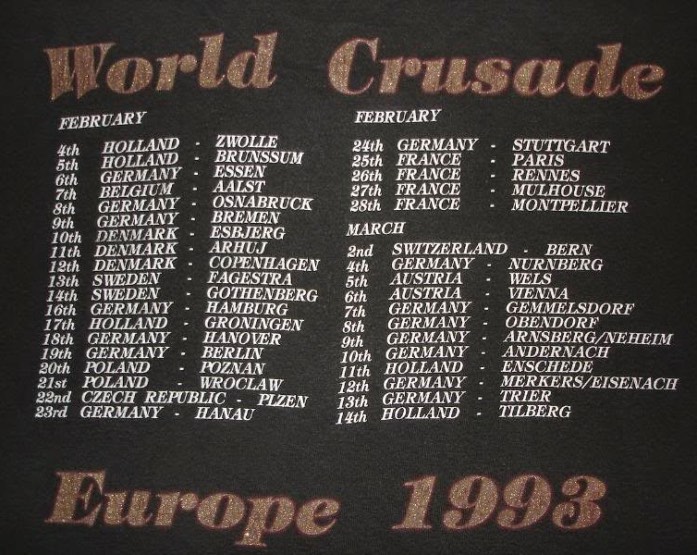 World Crusade
FEBRUARY
4th HOLLAND - ZWOLLE
5th HOLLAND - BRUNSSUM
6th GERMANY - ESSEN
7th BELGIUM - AALST
8th GERMANY - OSNABRUCK
9th GERMANY - BREMEN
10th DENMARK - ESBJERG
11th DENMARK - ARHUJ
12th DENMARK - COPENHAGEN
13th SWEDEN - FAGESTRA
14th SWEDEN - GOTHENBERG
16th GERMANY - HAMBURG
17th HOLLAND - GRONINGEN
18th GERMANY - HANOVER
19th GERMANY - BERLIN
20th POLAND - POZNAN
21st POLAND - WROCLAW
22nd CZECH REPUBLIC - PLZEN
23rd GERMANY - HANAU
FEBRUARY
24th GERMANY - STUTTGART
25th FRANCE - PARIS
26th FRANCE - RENNES
27th FRANCE - MULHOUSE
28th FRANCE - MONTPELLIER
MARCH
2nd SWITZERLAND - BERN
4th GERMANY - NURNBERG
5th AUSTRIA - WELS
6th AUSTRIA - VIENNA
7th GERMANY - GEMMELSDORF
8th GERMANY - OBENDORF
9th GERMANY - ARNSBERG/NEHEIM
10th GERMANY - ANDERNACH
11th HOLLAND - ENSCHEDE
12th GERMANY - MERKERS/EISENACH
13th GERMANY - TRIER
14th HOLLAND - TILBERG
Europe 1993